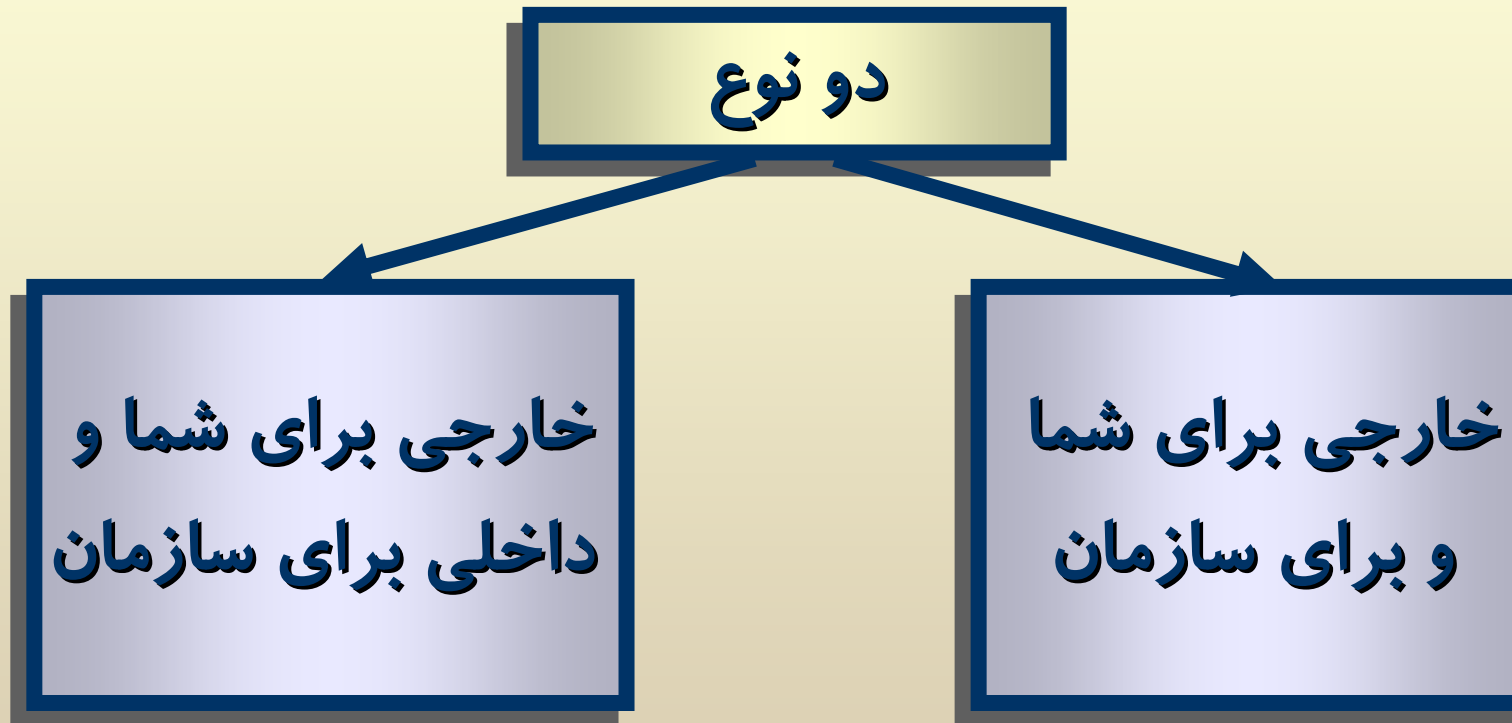 دو نوع
خارجی برای شما
و برای سازمان
خارجی برای شما و
داخلی برای سازمان